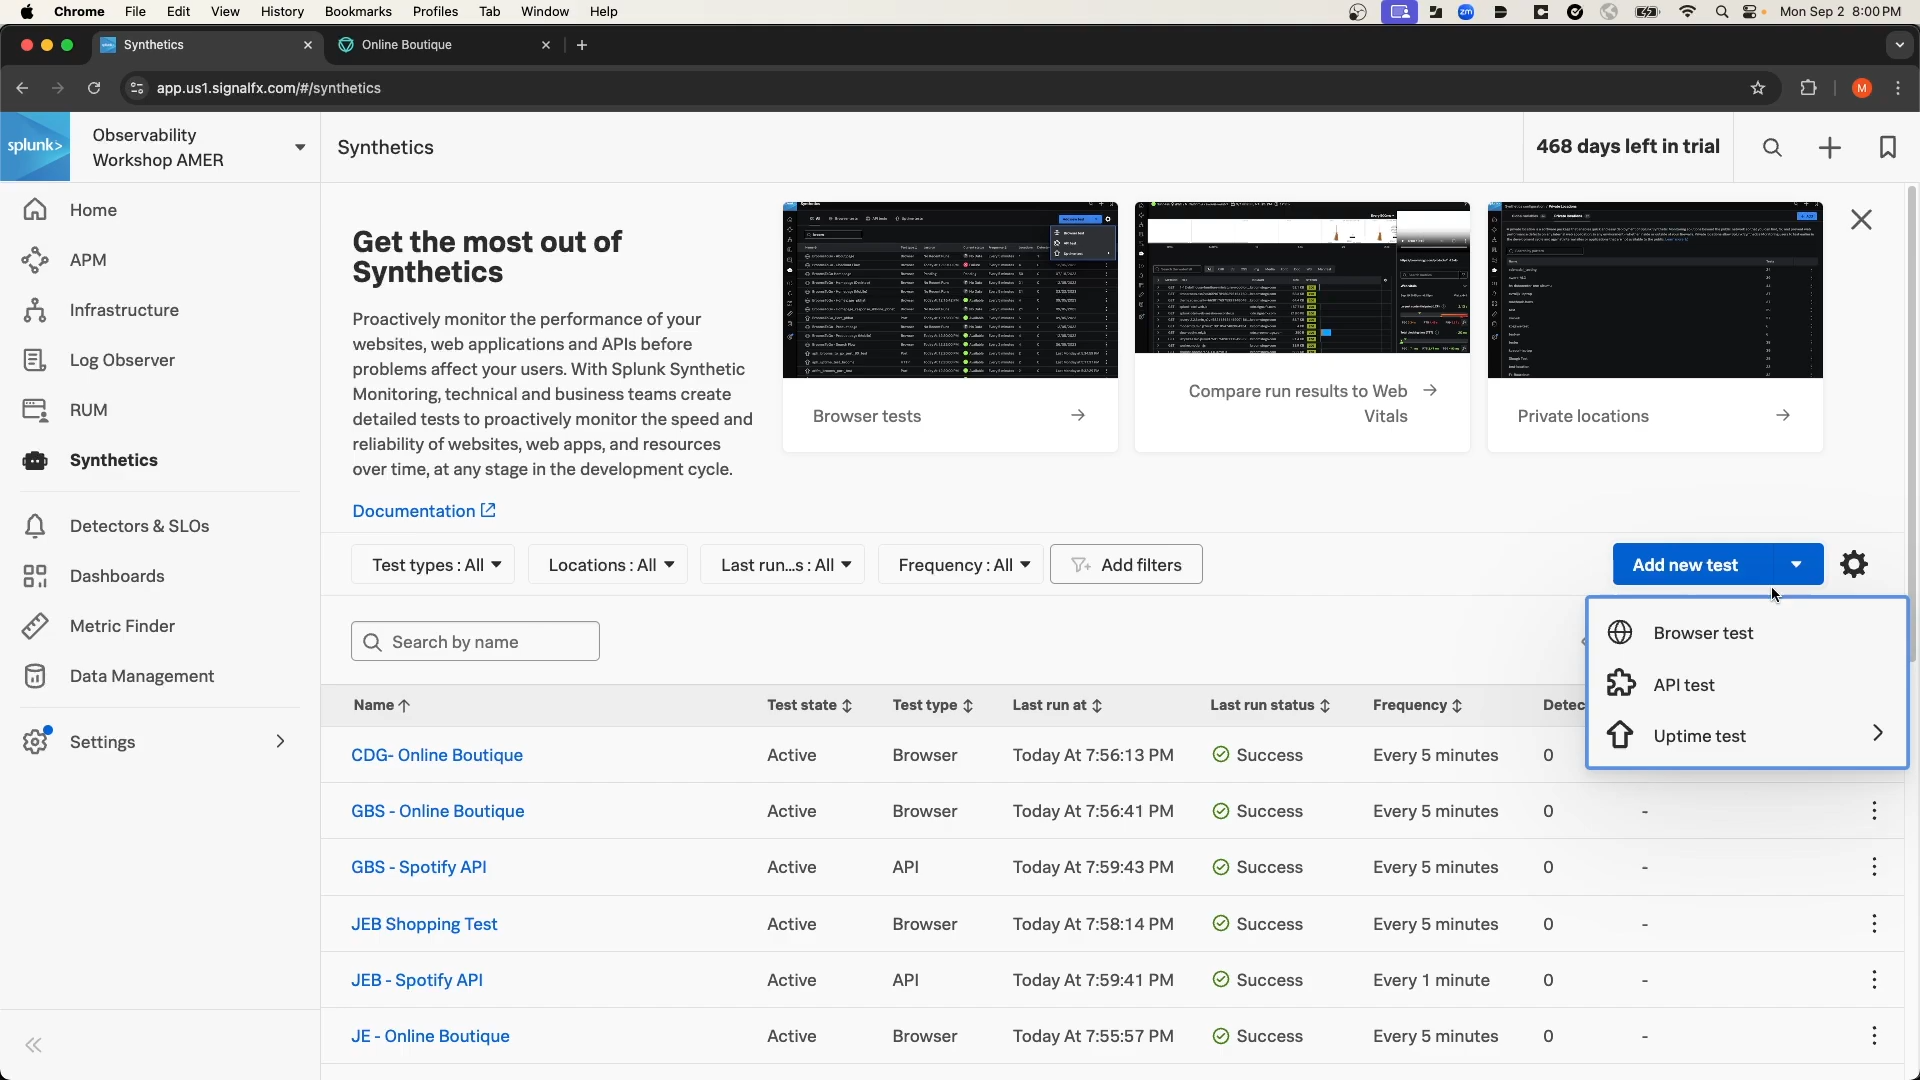 Chrome File Edit View History Bookmarks Profiles Tab Window Help
zm
Mon Sep 2 8:00 PM
Synthetics
Online Boutique
app.us1.signalfx.com/#/synthetics
M
splunk>
Observability
Workshop AMER
Synthetics
468 days left in trial
Home
APM
Infrastructure
Log Observer
RUM
Synthetics
Detectors & SLOs
Dashboards
Metric Finder
Data Management
Settings
Get the most out of
Synthetics
Proactively monitor the performance of your
websites, web applications and APIs before
problems affect your users. With Splunk Synthetic
Monitoring, technical and business teams create
detailed tests to proactively monitor the speed and
reliability of websites, web apps, and resources
over time, at any stage in the development cycle.
Documentation
Browser tests
Compare run results to Web
Vitals
Private locations
Test types : All
Locations : All
Last run...s : All
Frequency : All
Add filters
Add new test
Browser test
API test
Uptime test
Search by name
Name Test state Test type Last run at Last run status Frequency Detec
CDG- Online Boutique Active Browser Today At 7:56:13 PM Success Every 5 minutes 0
GBS - Online Boutique Active Browser Today At 7:56:41 PM Success Every 5 minutes 0 -
GBS - Spotify API Active API Today At 7:59:43 PM Success Every 5 minutes 0 -
JEB Shopping Test Active Browser Today At 7:58:14 PM Success Every 5 minutes 0 -
JEB - Spotify API Active API Today At 7:59:41 PM Success Every 1 minute 0 -
JE - Online Boutique Active Browser Today At 7:55:57 PM Success Every 5 minutes 0 -